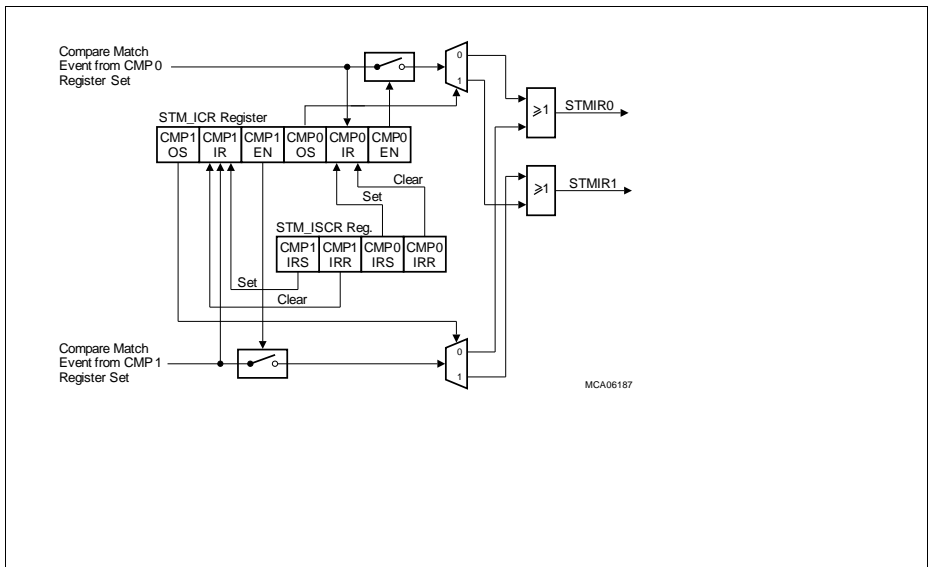 Compare Match
Event from CMP0
Register Set
0
1
STM_ICR Register
CMP1 OS
CMP1 IR
CMP1 EN
CMP0 OS
CMP0 IR
CMP0 EN
≥1
STMIR0
≥1
STMIR1
Clear
Set
STM_ISCR Reg.
CMP1 IRS
CMP1 IRR
CMP0 IRS
CMP0 IRR
Set
Clear
Compare Match
Event from CMP1
Register Set
0
1
MCA06187